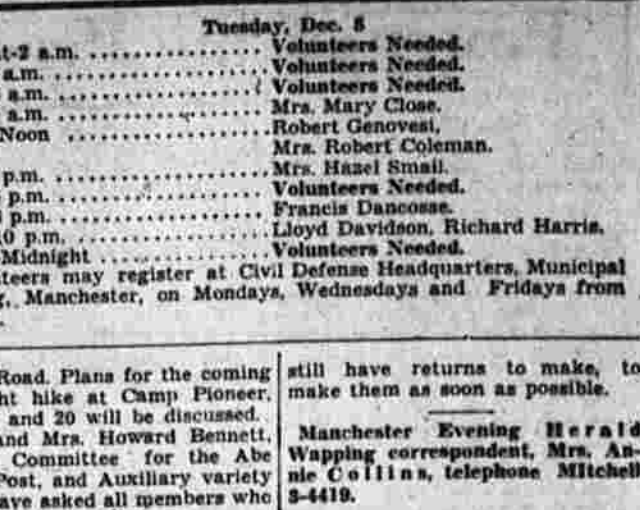 Tuesday, Dec. 8
t-2 a.m. .................. Volunteers Needed.
a.m. .................. Volunteers Needed.
a.m. .................. Volunteers Needed.
a.m. .................. Mrs. Mary Close.
Noon .................. Robert Genovesi,
Mrs. Robert Coleman.
p.m. .................. Mrs. Hazel Small.
p.m. .................. Volunteers Needed.
p.m. .................. Francis Dancosse.
0 p.m. .................. Lloyd Davidson, Richard Harris.
Midnight .................. Volunteers Needed.
teers may register at Civil Defense Headquarters, Municipal
g., Manchester, on Mondays, Wednesdays and Fridays from
Road. Plans for the coming
ht hike at Camp Pioneer,
and 20 will be discussed.
and Mrs. Howard Bennett,
Committee for the Abe
Post, and Auxiliary variety
ave asked all members who
still have returns to make, to
make them as soon as possible.
Manchester Evening Herald
Wapping correspondent, Mrs. An-
nie Collins, telephone MItchell
3-4419.